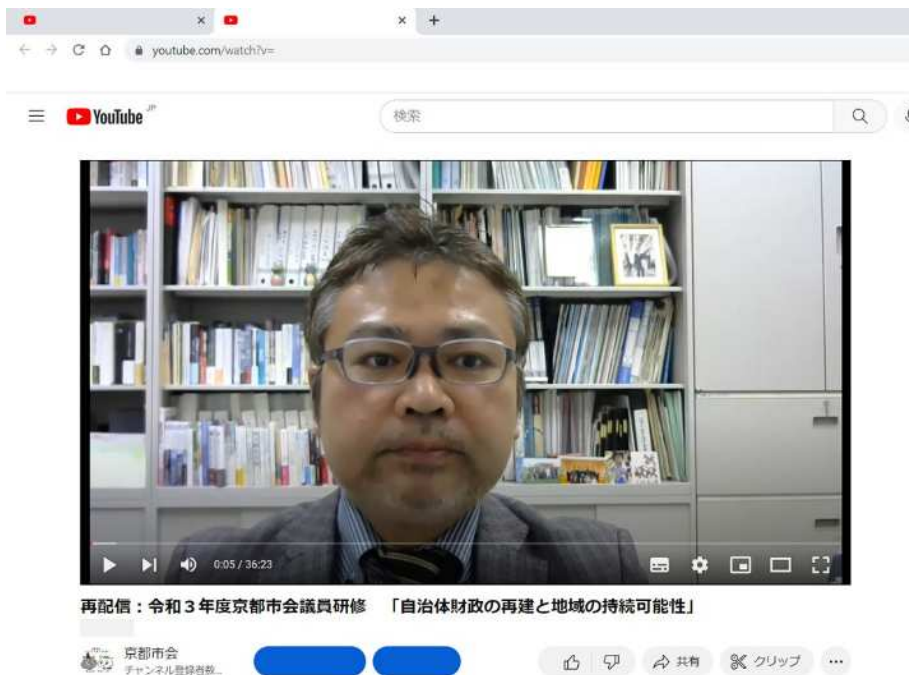 youtube.com/watch?v=
YouTube JP
検索
0:05 / 36:23
再配信：令和３年度京都市会議員研修　「自治体財政の再建と地域の持続可能性」
京都市会
チャンネル登録者数...
共有
クリップ